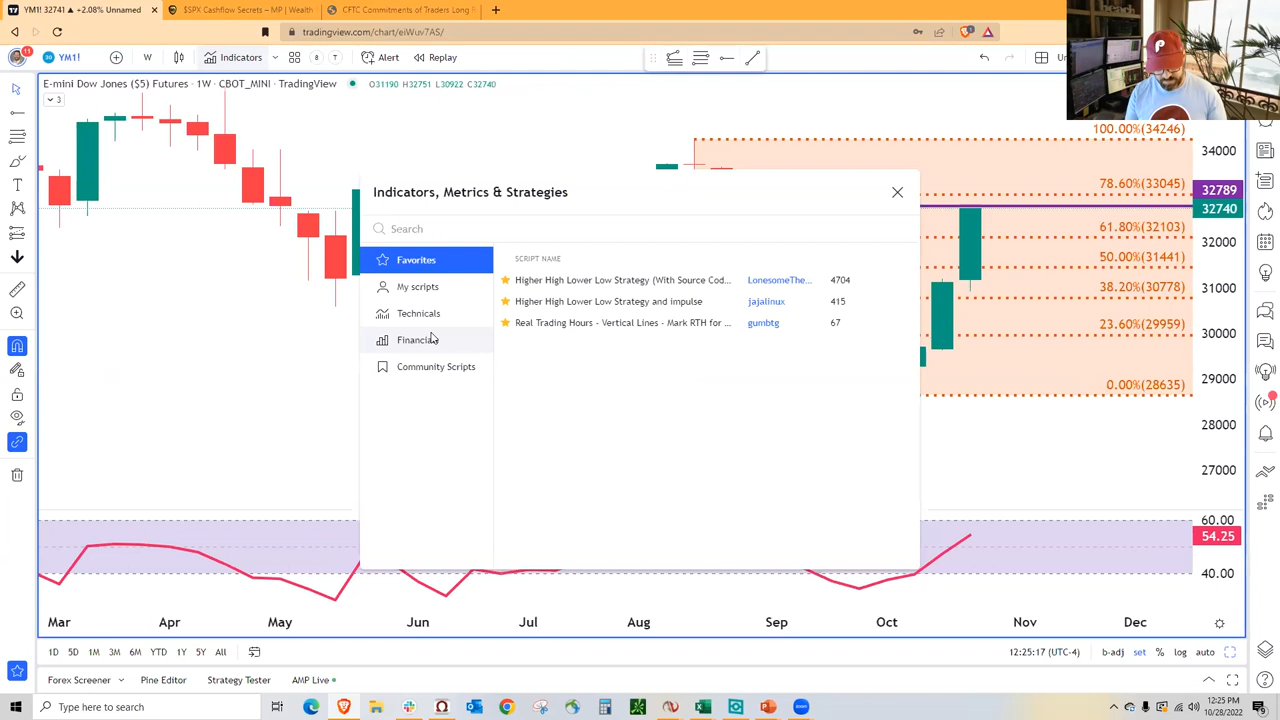 YM1! 32741 ▲ +2.08% Unnamed
$SPX Cashflow Secrets – MP | Wealth
CFTC Commitments of Traders Long
tradingview.com/chart/eiWuv7AS/
11
30 YM1!
W
Indicators
8
T
Alert
Replay
E-mini Dow Jones ($5) Futures · 1W · CBOT_MINI · TradingView
O31190 H32751 L30922 C32740
3
100.00%(34246)
78.60%(33045)
61.80%(32103)
50.00%(31441)
38.20%(30778)
23.60%(29959)
0.00%(28635)
34000
32789
32740
32000
31000
30000
29000
28000
27000
60.00
54.25
40.00
Indicators, Metrics & Strategies
Search
Favorites
My scripts
Technicals
Financials
Community Scripts
SCRIPT NAME
Higher High Lower Low Strategy (With Source Cod... LonesomeThe... 4704
Higher High Lower Low Strategy and impulse jajalinux 415
Real Trading Hours - Vertical Lines - Mark RTH for ... gumbtg 67
Mar Apr May Jun Jul Aug Sep Oct Nov Dec
1D 5D 1M 3M 6M YTD 1Y 5Y All
12:25:17 (UTC-4) b-adj set % log auto
Forex Screener Pine Editor Strategy Tester AMP Live
Type here to search
12:25 PM
10/28/2022